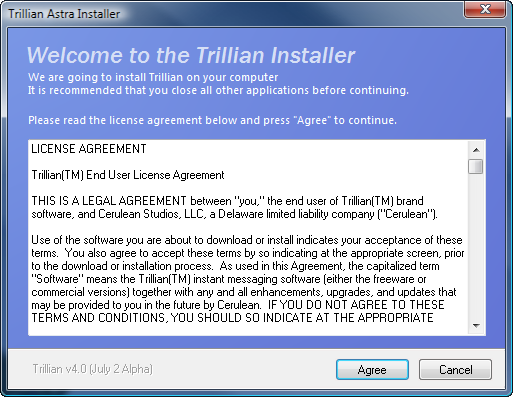 Trillian Astra Installer
Welcome to the Trillian Installer
We are going to install Trillian on your computer
It is recommended that you close all other applications before continuing.
Please read the license agreement below and press "Agree" to continue.
LICENSE AGREEMENT
Trillian(TM) End User License Agreement
THIS IS A LEGAL AGREEMENT between "you," the end user of Trillian(TM) brand
software, and Cerulean Studios, LLC, a Delaware limited liability company ("Cerulean").
Use of the software you are about to download or install indicates your acceptance of these
terms.  You also agree to accept these terms by so indicating at the appropriate screen, prior
to the download or installation process.  As used in this Agreement, the capitalized term
"Software" means the Trillian(TM) instant messaging software (either the freeware or
commercial versions) together with any and all enhancements, upgrades, and updates that
may be provided to you in the future by Cerulean.  IF YOU DO NOT AGREE TO THESE
TERMS AND CONDITIONS, YOU SHOULD SO INDICATE AT THE APPROPRIATE
Trillian v4.0 (July 2 Alpha)
Agree
Cancel